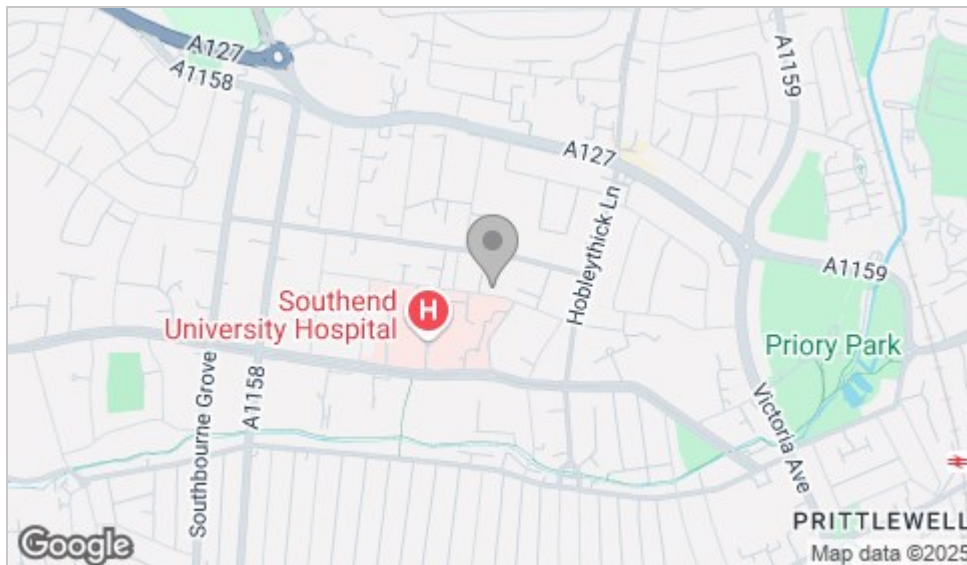 A127
A1158
A1159
A127
Hobleythick Ln
A1159
Southend
University Hospital
H
Priory Park
Southbourne Grove
A1158
Victoria Ave
PRITTLEWELL
Google
Map data ©2025